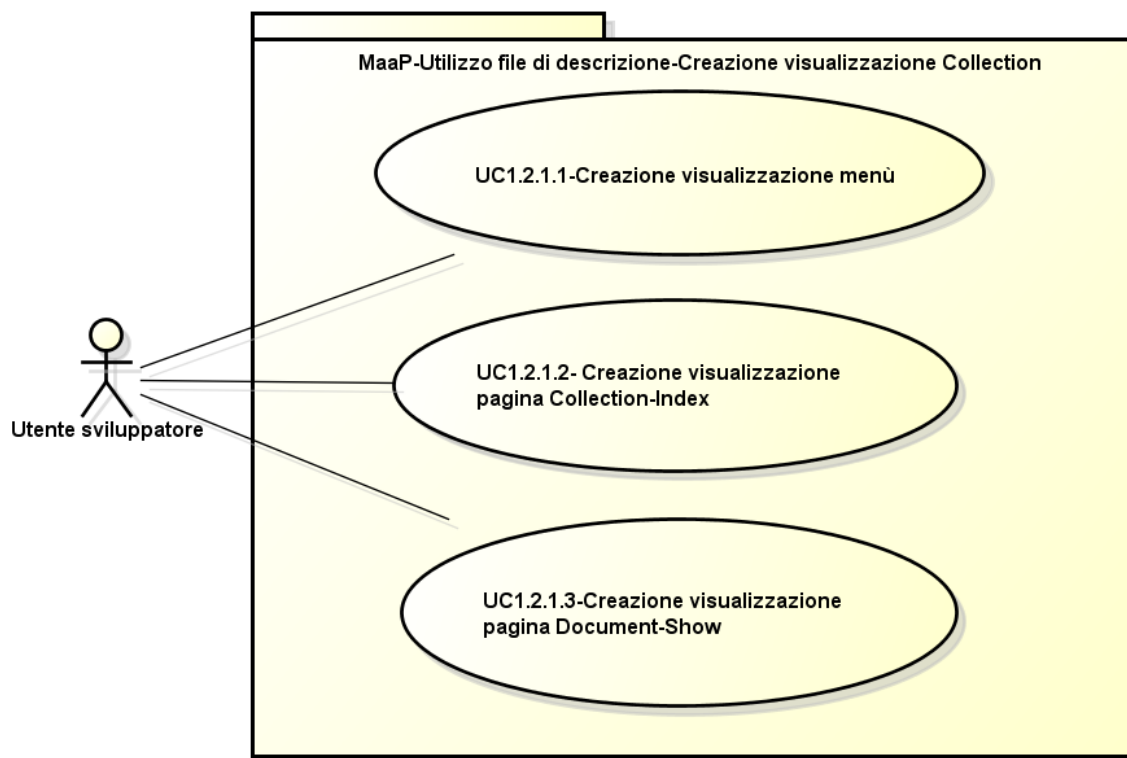 MaaP-Utilizzo file di descrizione-Creazione visualizzazione Collection
UC1.2.1.1-Creazione visualizzazione menù
UC1.2.1.2- Creazione visualizzazione
pagina Collection-Index
Utente sviluppatore
UC1.2.1.3-Creazione visualizzazione
pagina Document-Show